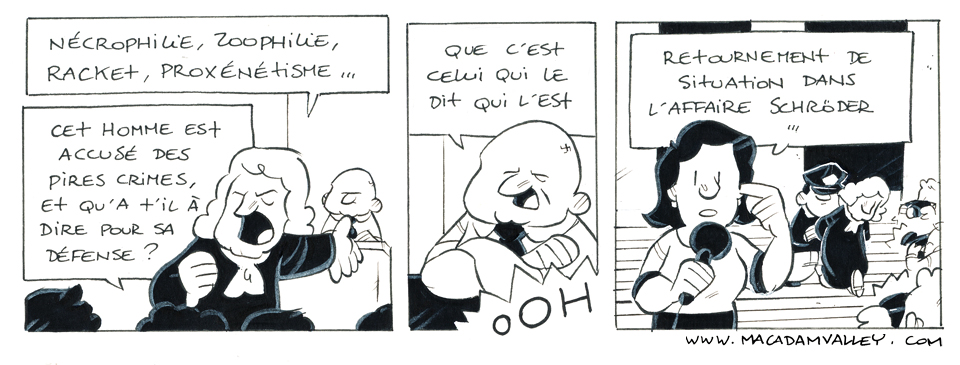 NÉCROPHILIE, ZOOPHILIE,
RACKET, PROXÉNÉTISME ...
CET HOMME EST
ACCUSÉ DES
PIRES CRIMES,
ET QU'A T'IL À
DIRE POUR SA
DÉFENSE ?
QUE C'EST
CELUI QUI LE
DIT QUI L'EST
OOH
RETOURNEMENT DE
SITUATION DANS
L'AFFAIRE SCHRÖDER
...
WWW.MACADAMVALLEY.COM